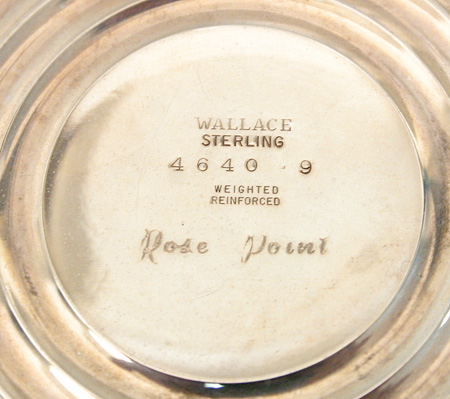 WALLACE
STERLING
4640 9
WEIGHTED
REINFORCED
Rose Point